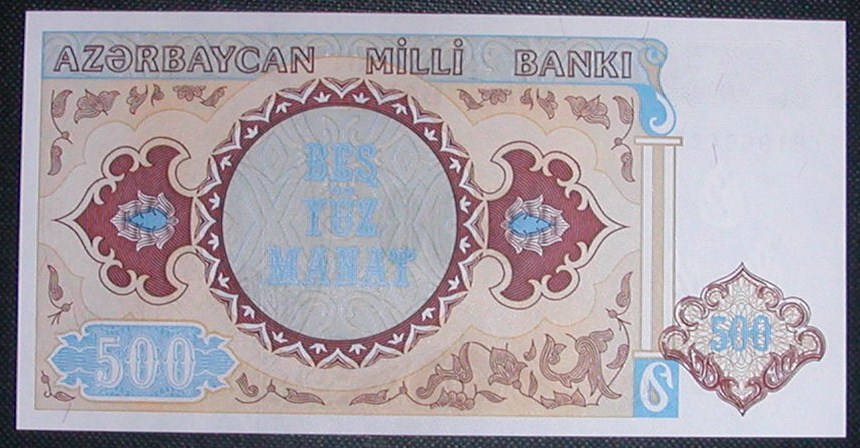 AZƏRBAYCAN MİLLİ BANKI
BEŞ
YÜZ
MANAT
500
500